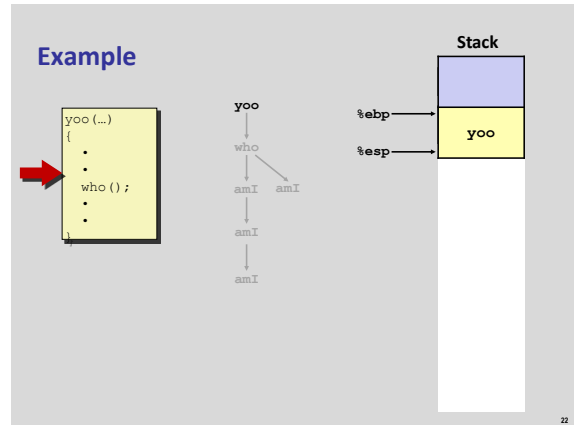 Example
Stack
yoo(…)
{
•
•
who();
•
•
}
yoo
who
amI amI
amI
amI
%ebp
%esp
yoo
22